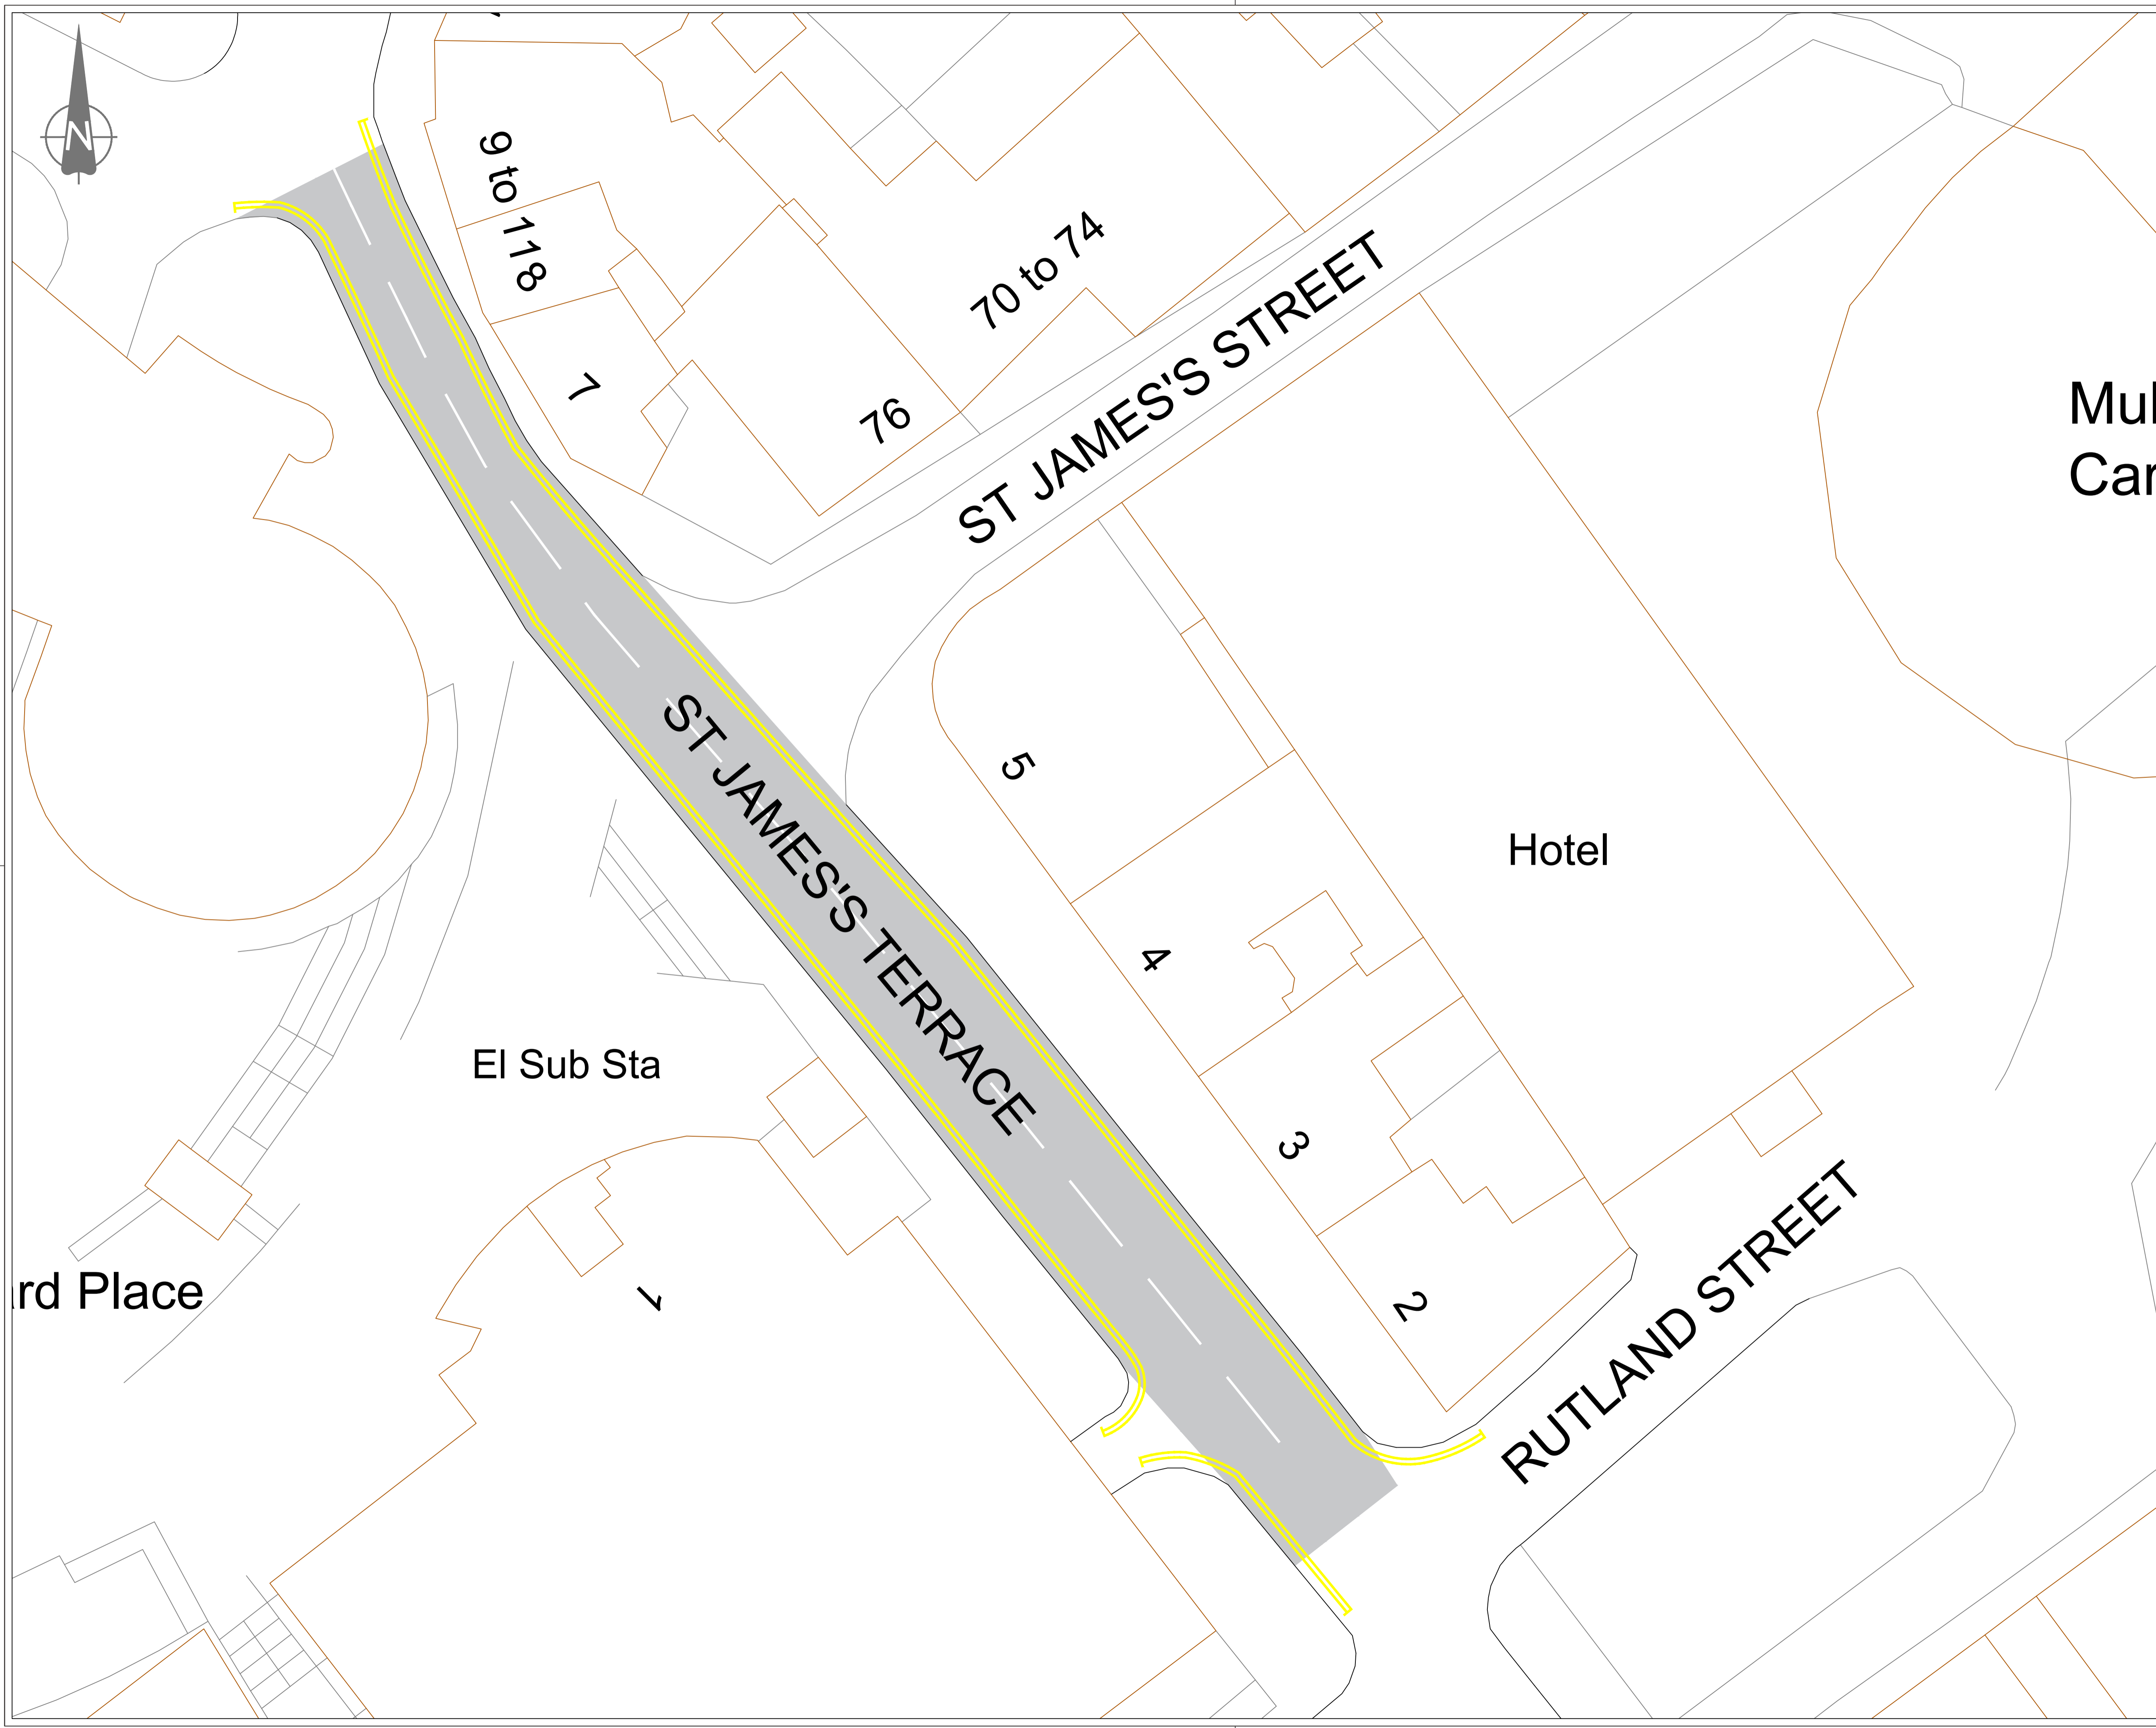 N
9 to 118
70 to 74
ST JAMES'S STREET
7
76
5
Hotel
ST JAMES'S TERRACE
4
El Sub Sta
3
rd Place
1
2
RUTLAND STREET